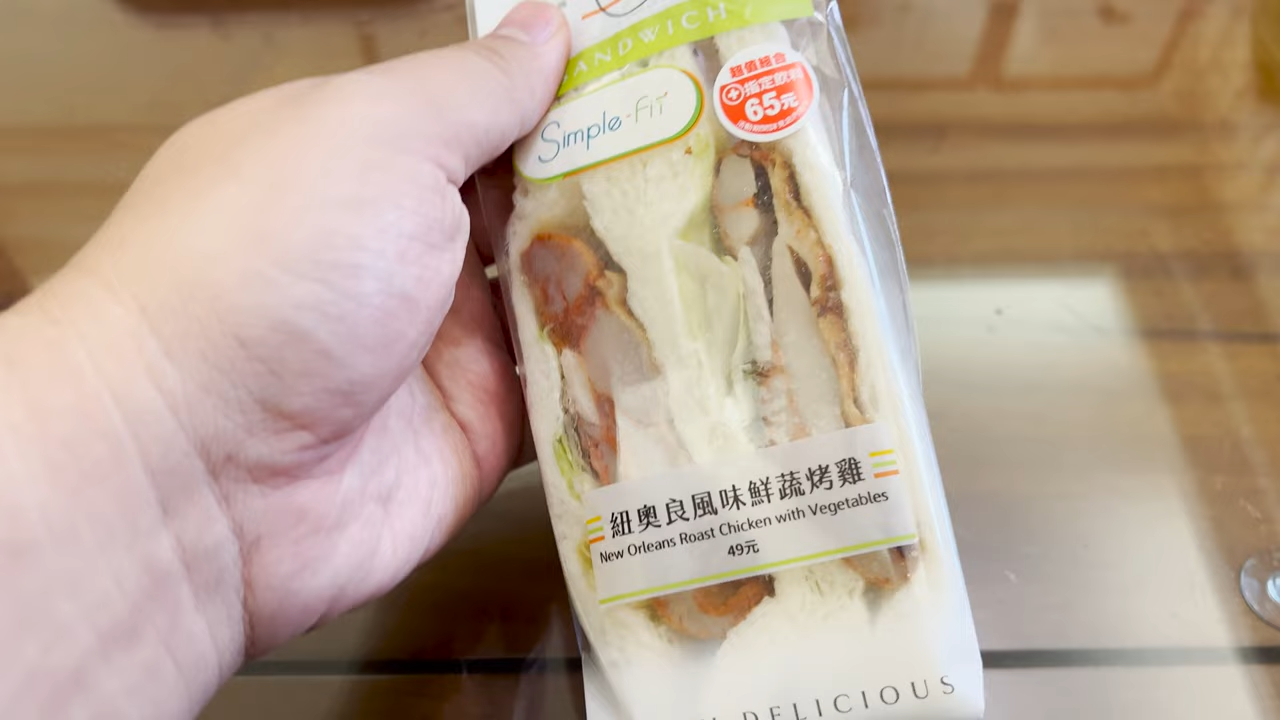 SANDWICH
Simple-Fit
超值組合
+指定飲料
65元
紐奧良風味鮮蔬烤雞
New Orleans Roast Chicken with Vegetables
49元
DELICIOUS